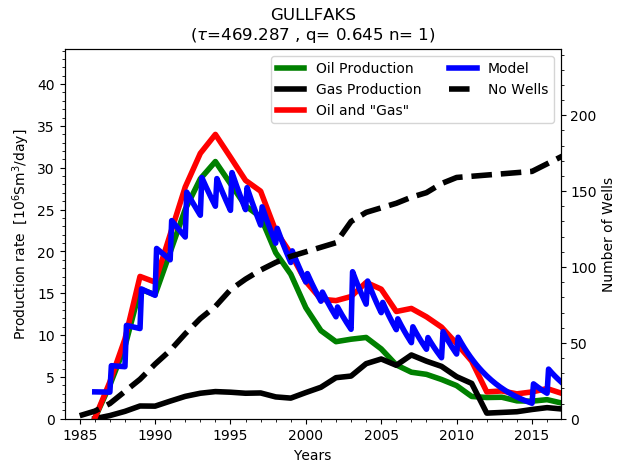 GULLFAKS
(τ=469.287 , q= 0.645 n= 1)
Oil Production
Gas Production
Oil and "Gas"
Model
No Wells
Production rate [10⁶Sm³/day]
0
5
10
15
20
25
30
35
40
Number of Wells
0
50
100
150
200
1985
1990
1995
2000
2005
2010
2015
Years